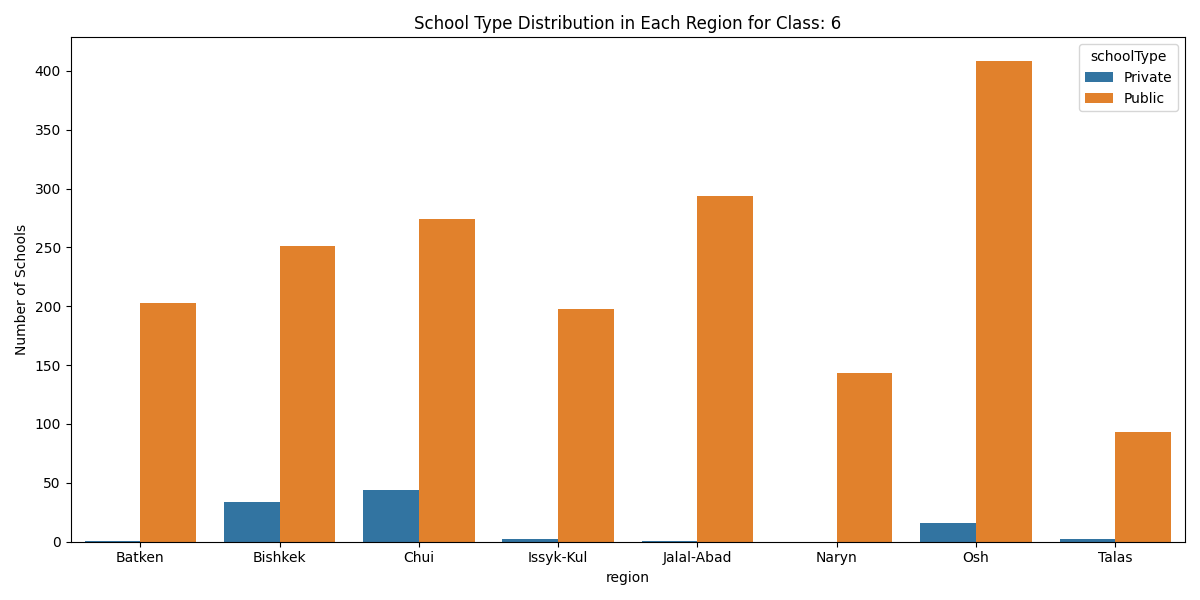 School Type Distribution in Each Region for Class: 6
schoolType
Private
Public
Number of Schools
400
350
300
250
200
150
100
50
0
Batken
Bishkek
Chui
Issyk-Kul
Jalal-Abad
Naryn
Osh
Talas
region